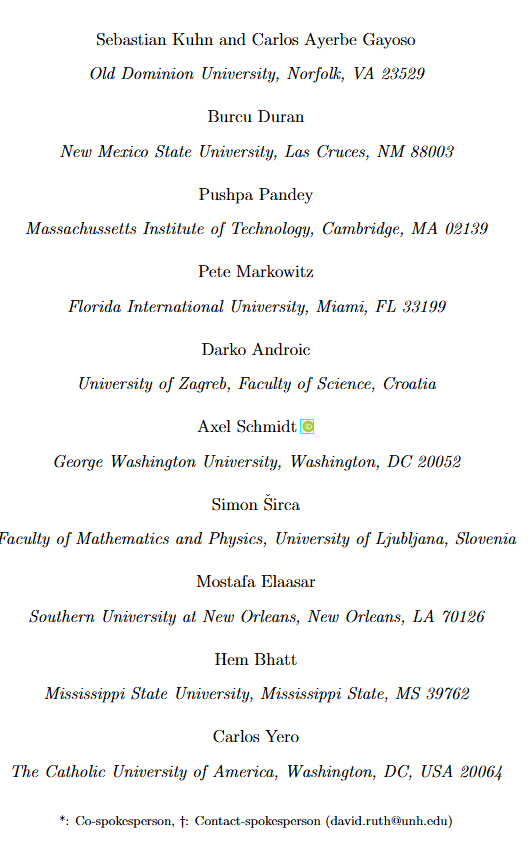 Sebastian Kuhn and Carlos Ayerbe Gayoso
Old Dominion University, Norfolk, VA 23529
Burcu Duran
New Mexico State University, Las Cruces, NM 88003
Pushpa Pandey
Massachussetts Institute of Technology, Cambridge, MA 02139
Pete Markowitz
Florida International University, Miami, FL 33199
Darko Androic
University of Zagreb, Faculty of Science, Croatia
Axel Schmidt iD
George Washington University, Washington, DC 20052
Simon Širca
Faculty of Mathematics and Physics, University of Ljubljana, Slovenia
Mostafa Elaasar
Southern University at New Orleans, New Orleans, LA 70126
Hem Bhatt
Mississippi State University, Mississippi State, MS 39762
Carlos Yero
The Catholic University of America, Washington, DC, USA 20064
*: Co-spokesperson, †: Contact-spokesperson (david.ruth@unh.edu)